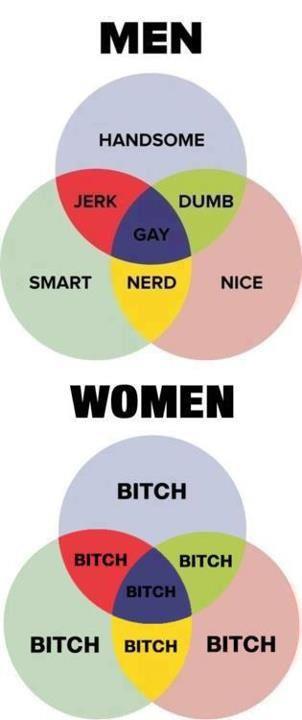 MEN
HANDSOME
JERK DUMB
GAY
SMART NERD NICE
WOMEN
BITCH
BITCH BITCH
BITCH
BITCH BITCH BITCH